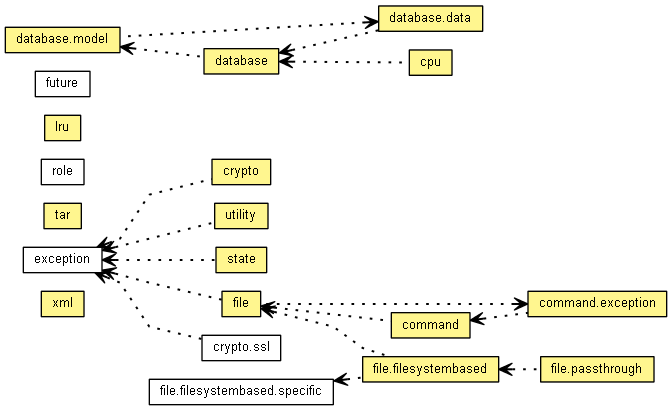 database.data
database.model
database
cpu
future
lru
role
crypto
tar
utility
exception
state
xml
file
command.exception
command
crypto.ssl
file.filesystembased
file.passthrough
file.filesystembased.specific